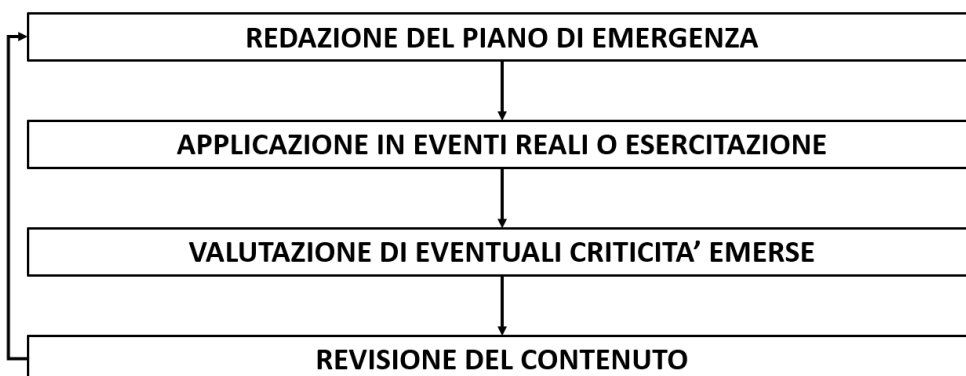 REDAZIONE DEL PIANO DI EMERGENZA
APPLICAZIONE IN EVENTI REALI O ESERCITAZIONE
VALUTAZIONE DI EVENTUALI CRITICITA’ EMERSE
REVISIONE DEL CONTENUTO